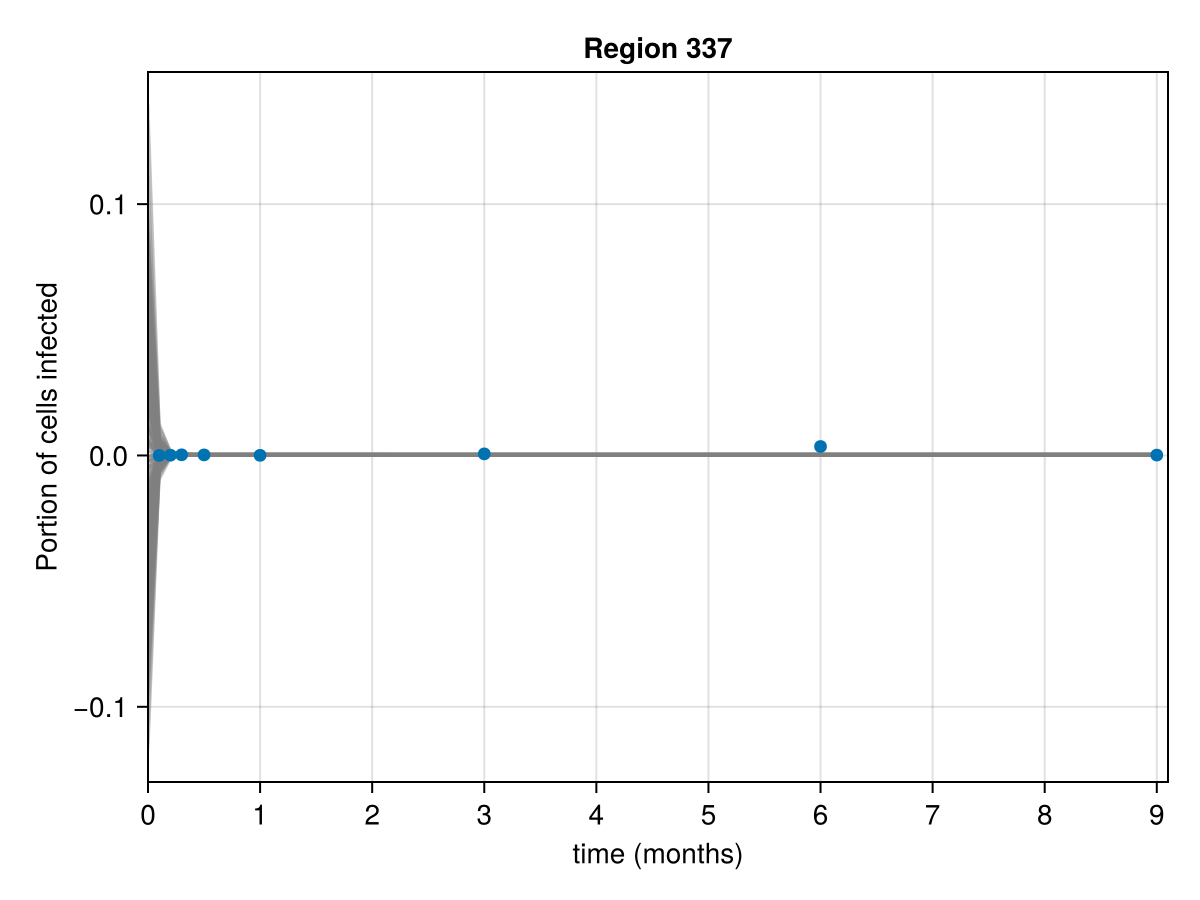 Region 337
Portion of cells infected
0.1
0.0
−0.1
0 1 2 3 4 5 6 7 8 9
time (months)